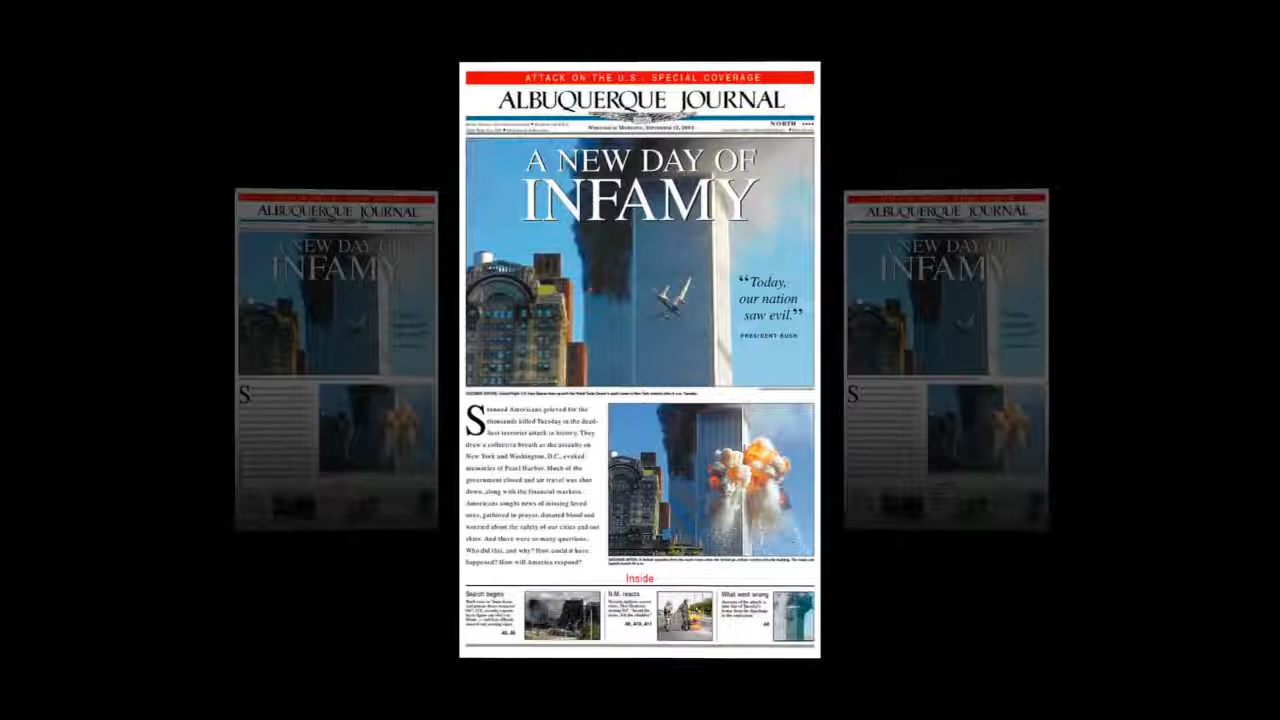 ATTACK ON THE U.S.: SPECIAL COVERAGE
ALBUQUERQUE JOURNAL
NORTH
WEDNESDAY MORNING, SEPTEMBER 12, 2001
A NEW DAY OF
INFAMY
“Today,
our nation
saw evil.”
PRESIDENT BUSH
Stunned Americans grieved for the
thousands killed Tuesday in the dead-
liest terrorist attack in history. They
drew a collective breath as the assaults on
New York and Washington, D.C., evoked
memories of Pearl Harbor. Much of the
government closed and air travel was shut
down, along with the financial markets.
Americans sought news of missing loved
ones, gathered in prayer, donated blood and
worried about the safety of our cities and our
skies. And there were so many questions.
Who did this, and why? How could it have
happened? How will America respond?
Inside
Search begins
N.M. reacts
What went wrong
ALBUQUERQUE JOURNAL
A NEW DAY OF
INFAMY
S
ALBUQUERQUE JOURNAL
A NEW DAY OF
INFAMY
S